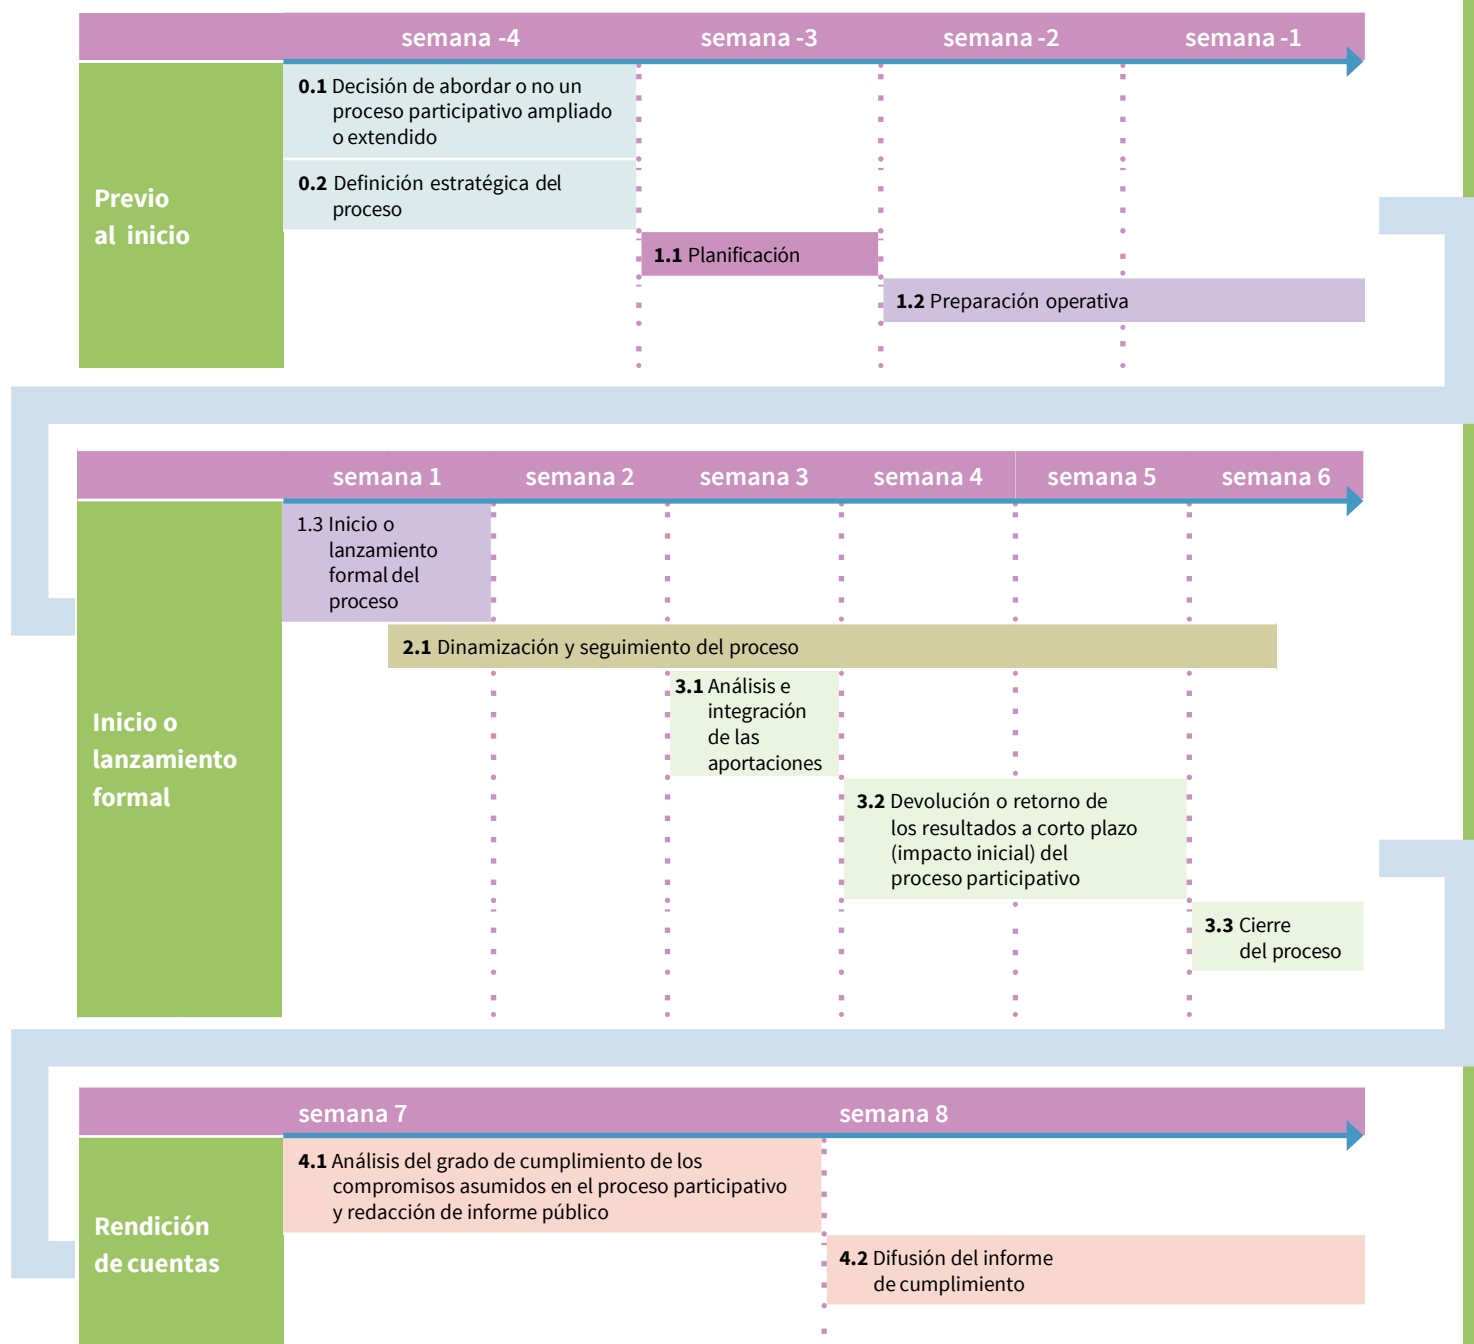 semana -4 semana -3 semana -2 semana -1
Previo
al inicio
0.1 Decisión de abordar o no un
proceso participativo ampliado
o extendido
0.2 Definición estratégica del
proceso
1.1 Planificación
1.2 Preparación operativa
semana 1 semana 2 semana 3 semana 4 semana 5 semana 6
Inicio o
lanzamiento
formal
1.3 Inicio o
lanzamiento
formal del
proceso
2.1 Dinamización y seguimiento del proceso
3.1 Análisis e
integración
de las
aportaciones
3.2 Devolución o retorno de
los resultados a corto plazo
(impacto inicial) del
proceso participativo
3.3 Cierre
del proceso
semana 7 semana 8
Rendición
de cuentas
4.1 Análisis del grado de cumplimiento de los
compromisos asumidos en el proceso participativo
y redacción de informe público
4.2 Difusión del informe
de cumplimiento